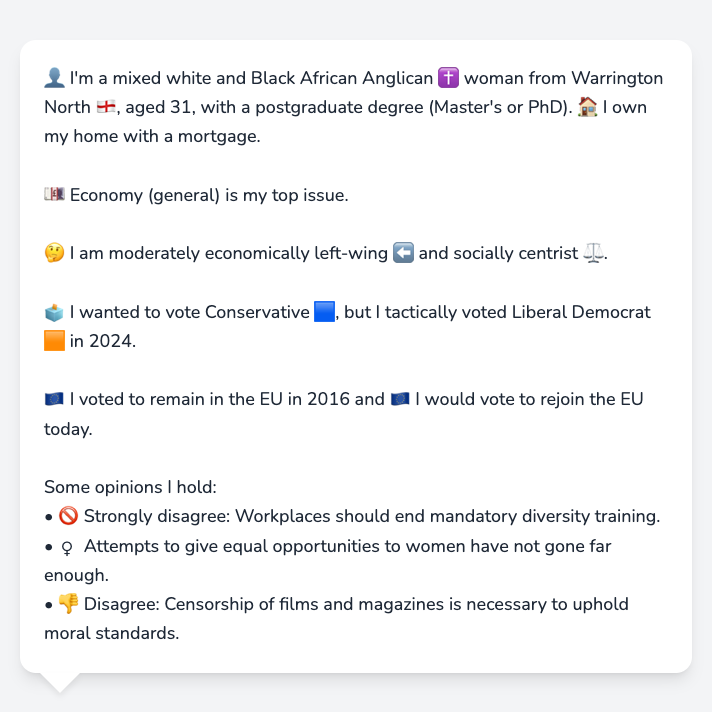 👤 I'm a mixed white and Black African Anglican ✝️ woman from Warrington
North 🏴󠁧󠁢󠁥󠁮󠁧󠁿, aged 31, with a postgraduate degree (Master's or PhD). 🏠 I own
my home with a mortgage.
💷 Economy (general) is my top issue.
🤔 I am moderately economically left-wing ⬅️ and socially centrist ⚖️.
🗳️ I wanted to vote Conservative 🟦, but I tactically voted Liberal Democrat
🟧 in 2024.
🇪🇺 I voted to remain in the EU in 2016 and 🇪🇺 I would vote to rejoin the EU
today.
Some opinions I hold:
• 🚫 Strongly disagree: Workplaces should end mandatory diversity training.
• ♀ Attempts to give equal opportunities to women have not gone far
enough.
• 👎 Disagree: Censorship of films and magazines is necessary to uphold
moral standards.